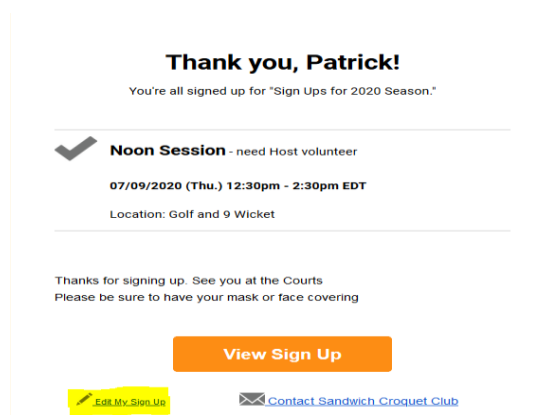 Thank you, Patrick!
You're all signed up for "Sign Ups for 2020 Season."
Noon Session - need Host volunteer
07/09/2020 (Thu.) 12:30pm - 2:30pm EDT
Location: Golf and 9 Wicket
Thanks for signing up. See you at the Courts
Please be sure to have your mask or face covering
View Sign Up
Edit My Sign Up Contact Sandwich Croquet Club